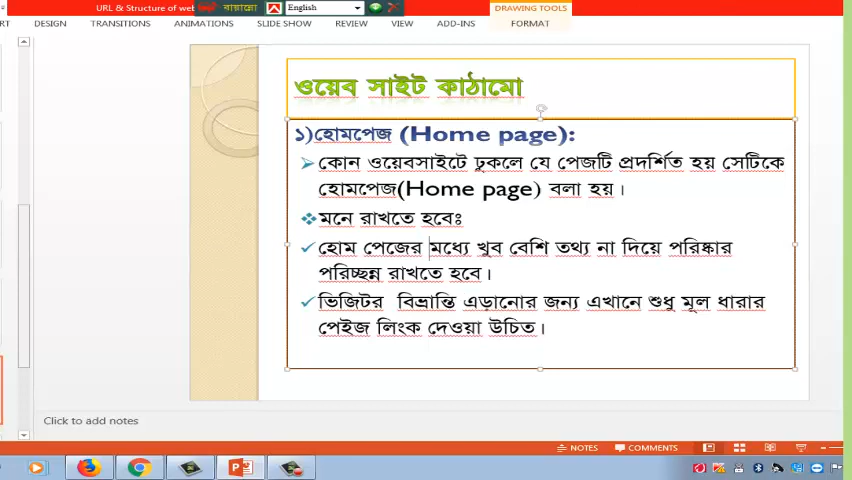 URL & Structure of web
বায়ান্নো
English
DRAWING TOOLS
DESIGN
TRANSITIONS
ANIMATIONS
SLIDE SHOW
REVIEW
VIEW
ADD-INS
FORMAT
ওয়েব সাইট কাঠামো
১)হোমপেজ (Home page):
কোন ওয়েবসাইটে ঢুকলে যে পেজটি প্রদর্শিত হয় সেটিকে
হোমপেজ(Home page) বলা হয়।
মনে রাখতে হবেঃ
হোম পেজের মধ্যে খুব বেশি তথ্য না দিয়ে পরিষ্কার
পরিচ্ছন্ন রাখতে হবে।
ভিজিটর বিভ্রান্তি এড়ানোর জন্য এখানে শুধু মূল ধারার
পেইজ লিংক দেওয়া উচিত।
Click to add notes
NOTES
COMMENTS